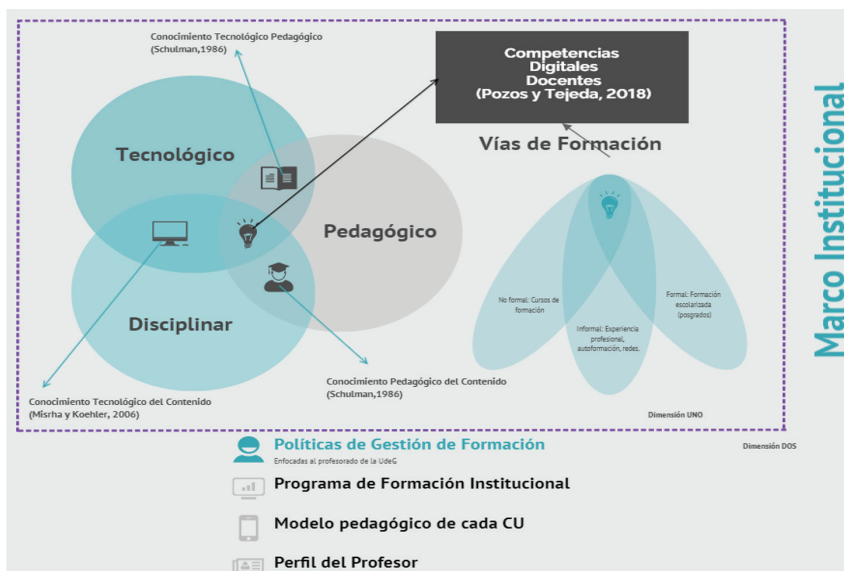 Conocimiento Tecnológico Pedagógico
(Schulman,1986)
Competencias
Digitales
Docentes
(Pozos y Tejeda, 2018)
Tecnológico
Vías de Formación
Pedagógico
Disciplinar
No formal: Cursos de
formación
Informal: Experiencia
profesional,
autoformación, redes.
Formal: Formación
escolarizada
(posgrados)
Conocimiento Pedagógico del Contenido
(Schulman,1986)
Conocimiento Tecnológico del Contenido
(Misrha y Koehler, 2006)
Dimensión UNO
Marco Institucional
Dimensión DOS
Políticas de Gestión de Formación
Enfocadas al profesorado de la UdeG
Programa de Formación Institucional
Modelo pedagógico de cada CU
Perfil del Profesor